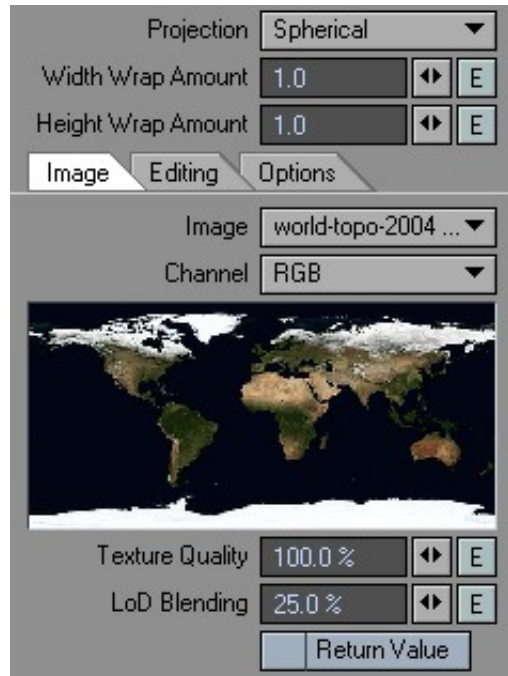 Projection Spherical
Width Wrap Amount 1.0 E
Height Wrap Amount 1.0 E
Image Editing Options
Image world-topo-2004 ...
Channel RGB
Texture Quality 100.0 % E
LoD Blending 25.0 % E
Return Value